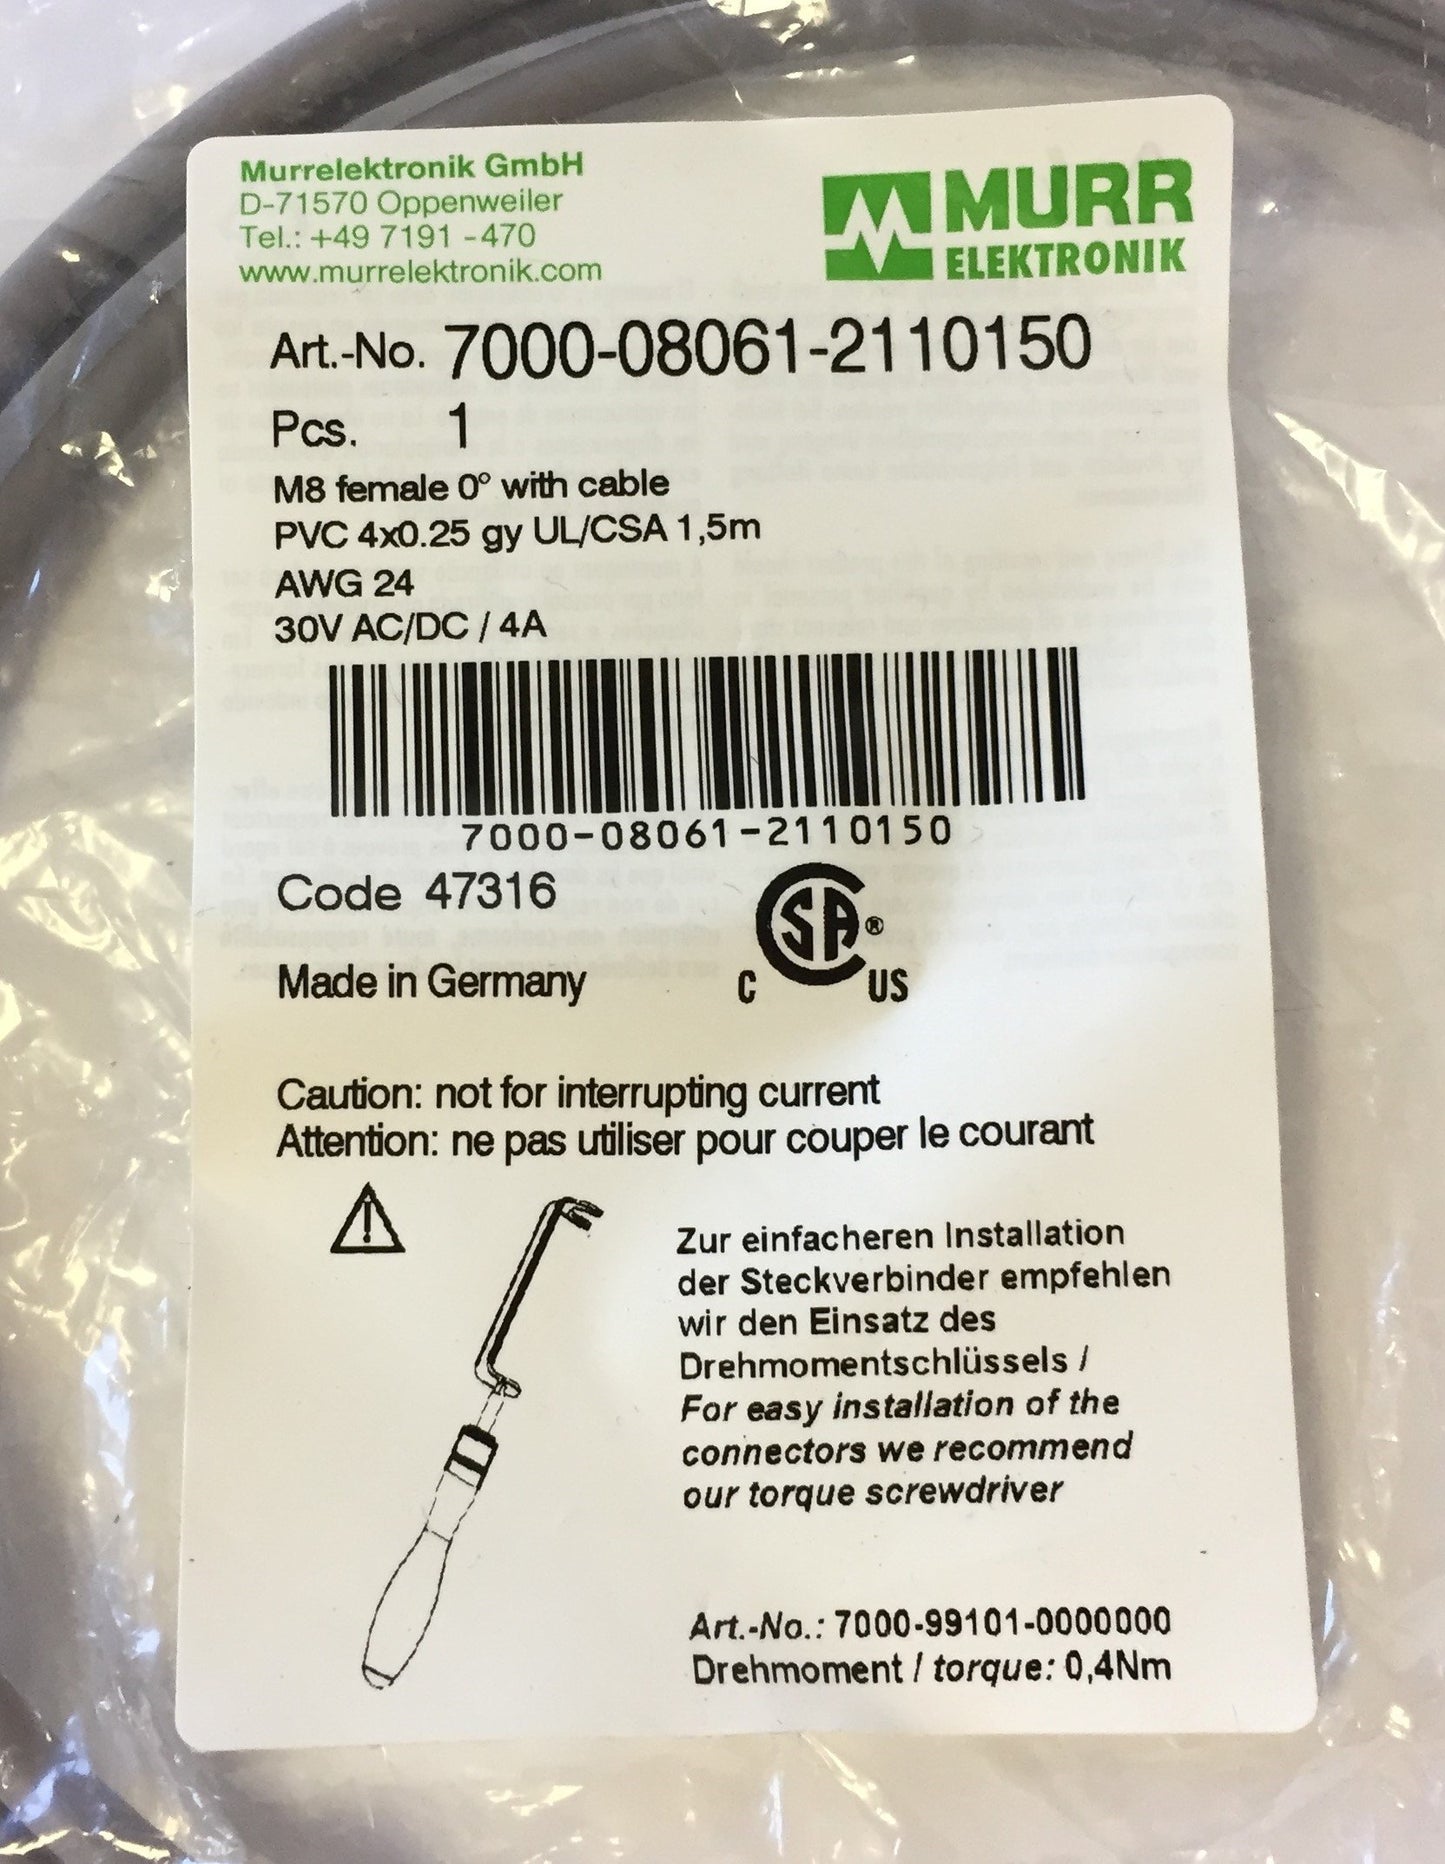 Murrelektronik GmbH
D-71570 Oppenweiler
Tel.: +49 7191 -470
www.murrelektronik.com
MURR
ELEKTRONIK
Art.-No. 7000-08061-2110150
Pcs. 1
M8 female 0° with cable
PVC 4x0.25 gy UL/CSA 1,5m
AWG 24
30V AC/DC / 4A
7000-08061-2110150
Code 47316
Made in Germany
C SA ® US
Caution: not for interrupting current
Attention: ne pas utiliser pour couper le courant
Zur einfacheren Installation
der Steckverbinder empfehlen
wir den Einsatz des
Drehmomentschlüssels /
For easy installation of the
connectors we recommend
our torque screwdriver
Art.-No.: 7000-99101-0000000
Drehmoment / torque: 0,4Nm